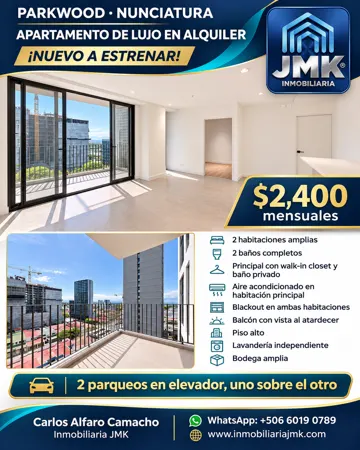 PARKWOOD · NUNCIATURA
APARTAMENTO DE LUJO EN ALQUILER
¡NUEVO A ESTRENAR!
JMK®
INMOBILIARIA
$2,400
mensuales
2 habitaciones amplias
2 baños completos
Principal con walk-in closet y
baño privado
Aire acondicionado en
habitación principal
Blackout en ambas habitaciones
Balcón con vista al atardecer
Piso alto
Lavandería independiente
Bodega amplia
2 parqueos en elevador, uno sobre el otro
Carlos Alfaro Camacho
Inmobiliaria JMK
WhatsApp: +506 6019 0789
www.inmobiliariajmk.com